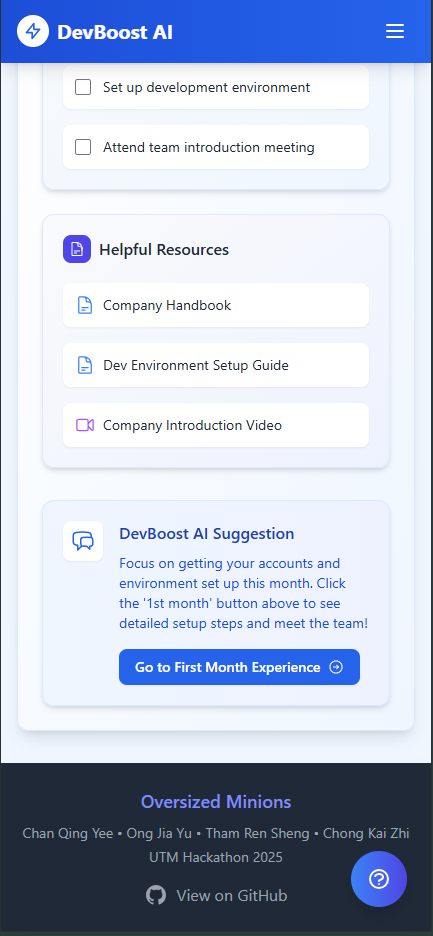 DevBoost AI
Set up development environment
Attend team introduction meeting
Helpful Resources
Company Handbook
Dev Environment Setup Guide
Company Introduction Video
DevBoost AI Suggestion
Focus on getting your accounts and
environment set up this month. Click
the '1st month' button above to see
detailed setup steps and meet the team!
Go to First Month Experience
Oversized Minions
Chan Qing Yee • Ong Jia Yu • Tham Ren Sheng • Chong Kai Zhi
UTM Hackathon 2025
View on GitHub